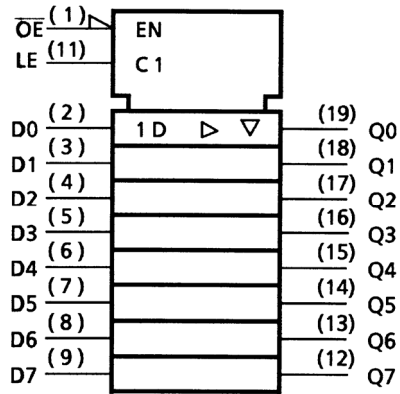 O̅E̅ (1) EN
LE (11) C1
D0 (2) 1D ▷ ▽ (19) Q0
D1 (3) (18) Q1
D2 (4) (17) Q2
D3 (5) (16) Q3
D4 (6) (15) Q4
D5 (7) (14) Q5
D6 (8) (13) Q6
D7 (9) (12) Q7